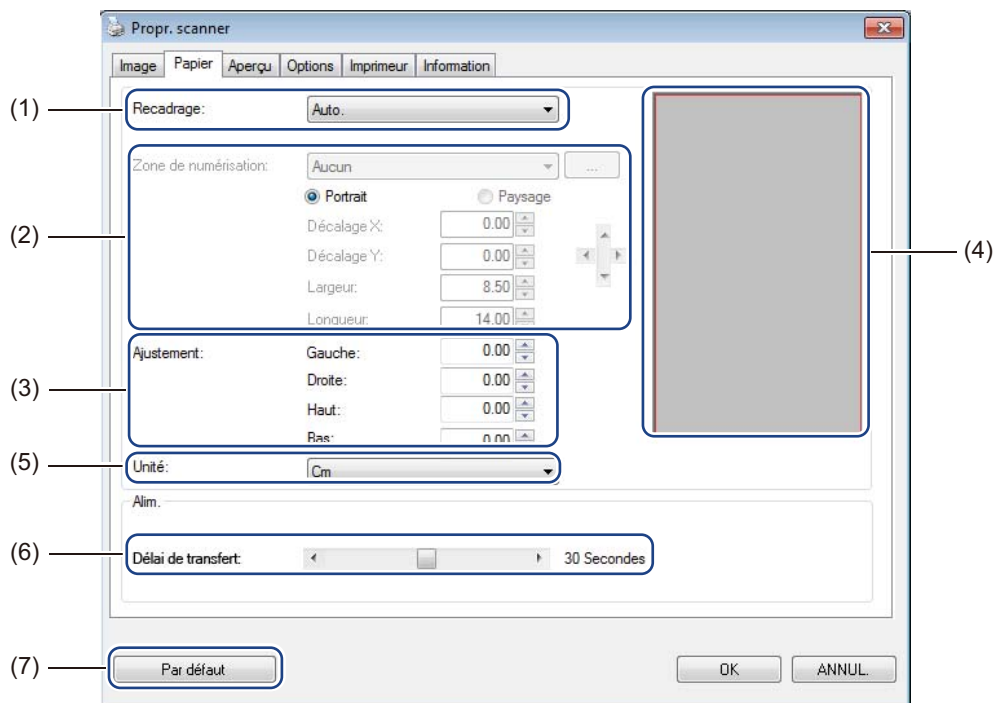 Propr. scanner
Image Papier Aperçu Options Imprimeur Information
(1)
Recadrage: Auto.
(2)
Zone de numérisation: Aucun ...
Portrait Paysage
Décalage X: 0.00
Décalage Y: 0.00
Largeur: 8.50
Longueur: 14.00
(4)
(3)
Ajustement: Gauche: 0.00
Droite: 0.00
Haut: 0.00
Bas: 0.00
(5)
Unité: Cm
Alim.
(6)
Délai de transfert: 30 Secondes
(7)
Par défaut OK ANNUL.